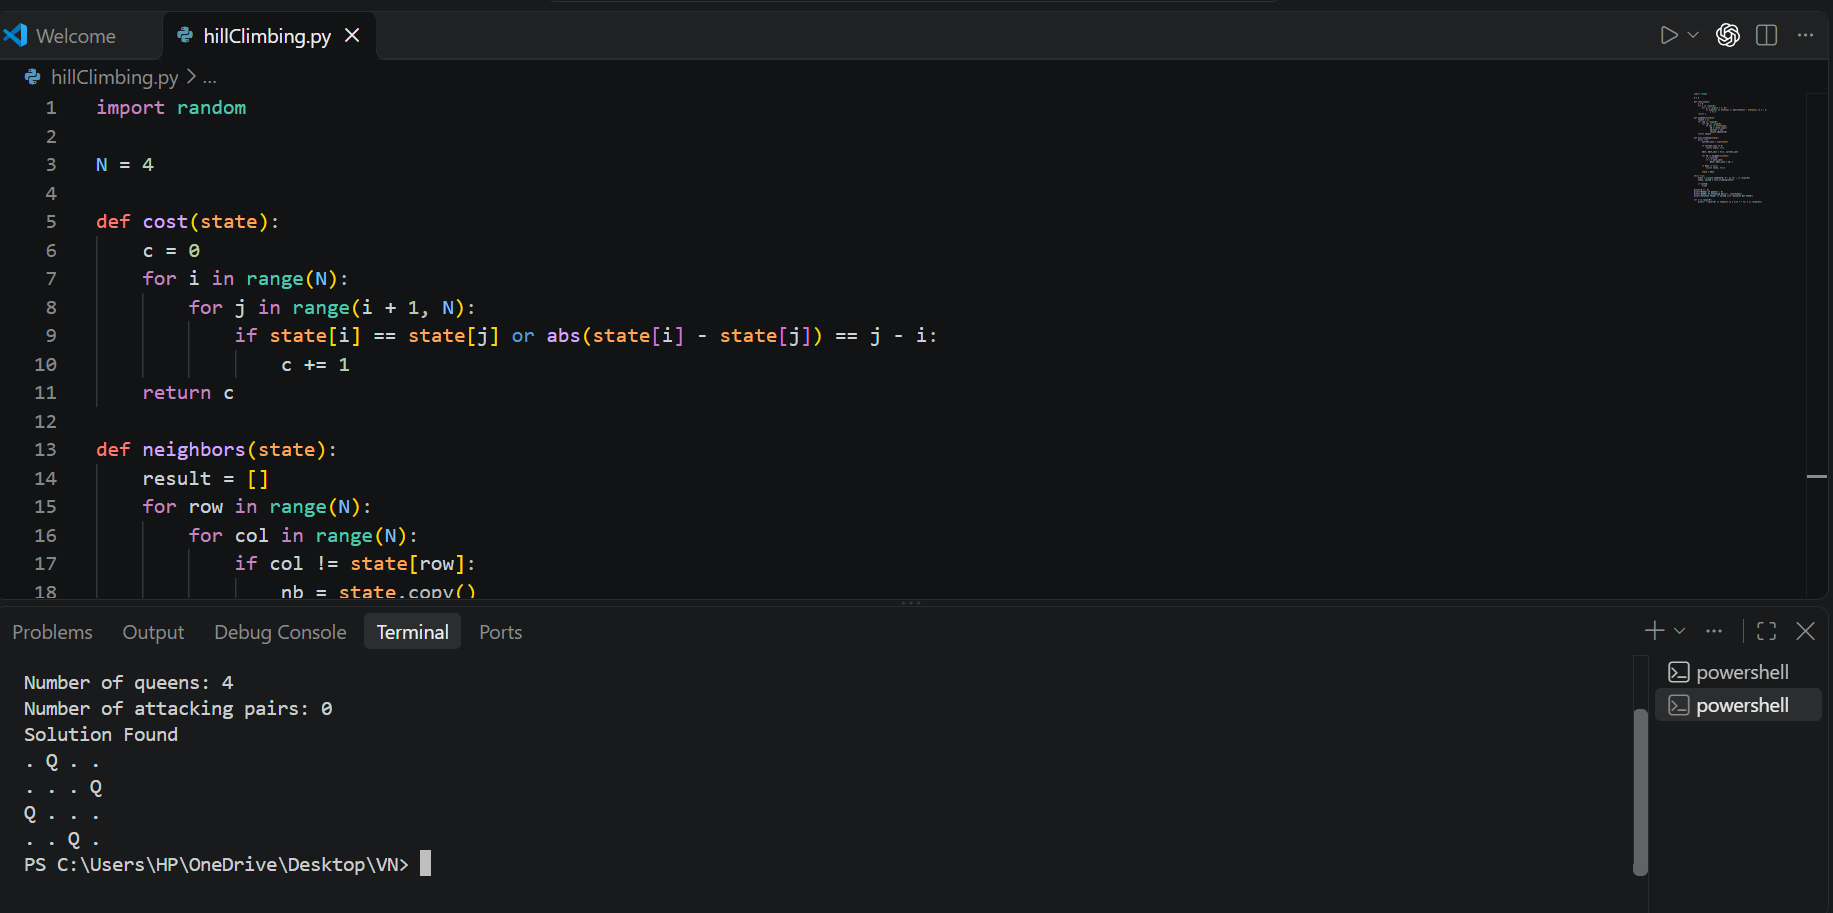 Welcome
hillClimbing.py
hillClimbing.py > ...
1 import random
2
3 N = 4
4
5 def cost(state):
6     c = 0
7     for i in range(N):
8         for j in range(i + 1, N):
9             if state[i] == state[j] or abs(state[i] - state[j]) == j - i:
10                 c += 1
11     return c
12
13 def neighbors(state):
14     result = []
15     for row in range(N):
16         for col in range(N):
17             if col != state[row]:
18                 nb = state.copy()
Problems Output Debug Console Terminal Ports
powershell
powershell
Number of queens: 4
Number of attacking pairs: 0
Solution Found
. Q . .
. . . Q
Q . . .
. . Q .
PS C:\Users\HP\OneDrive\Desktop\VN>